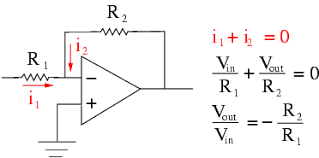 R₂
R₁
i₂
i₁
−
+
i₁ + i₂ = 0
Vin/R₁ + Vout/R₂ = 0
Vout/Vin = − R₂/R₁